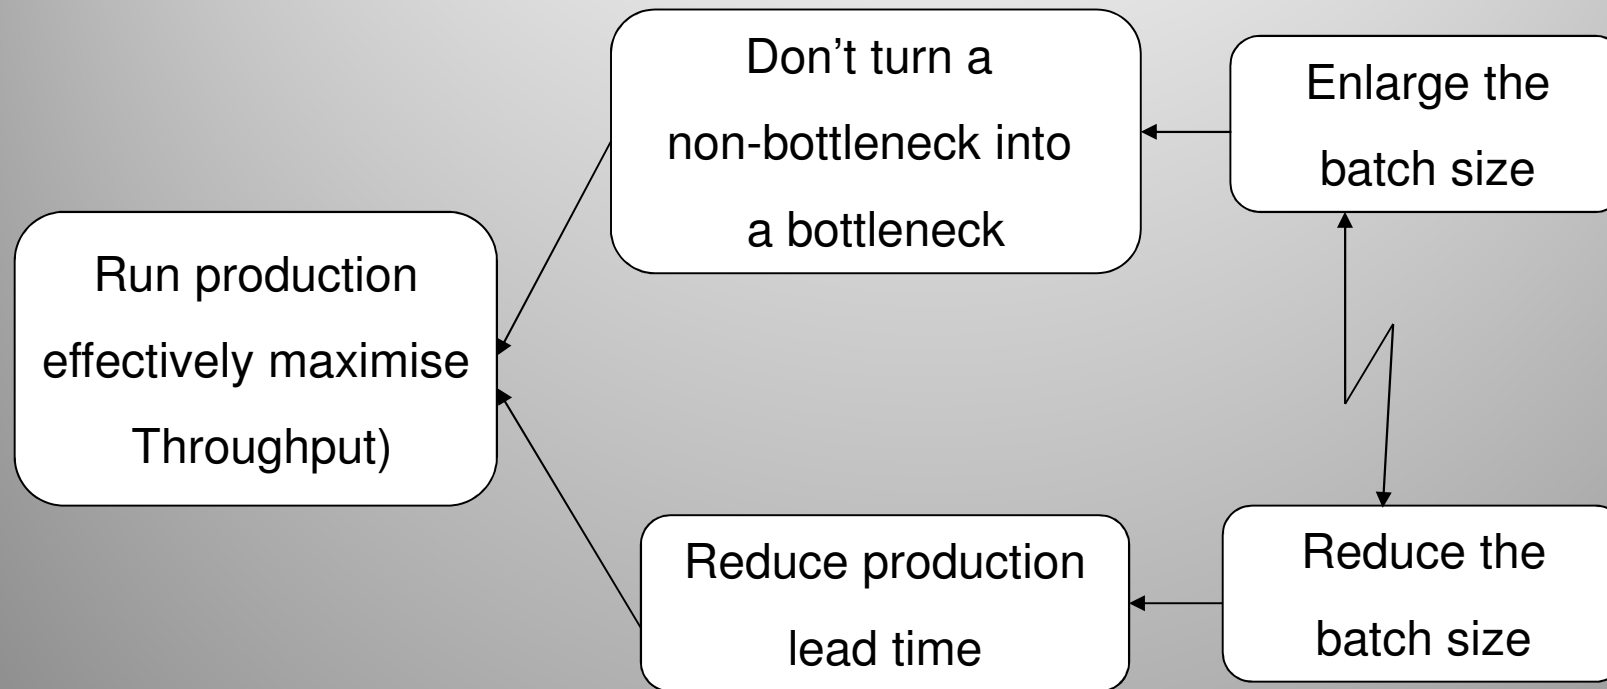 Don’t turn a
non-bottleneck into
a bottleneck
Enlarge the
batch size
Run production
effectively maximise
Throughput)
Reduce production
lead time
Reduce the
batch size